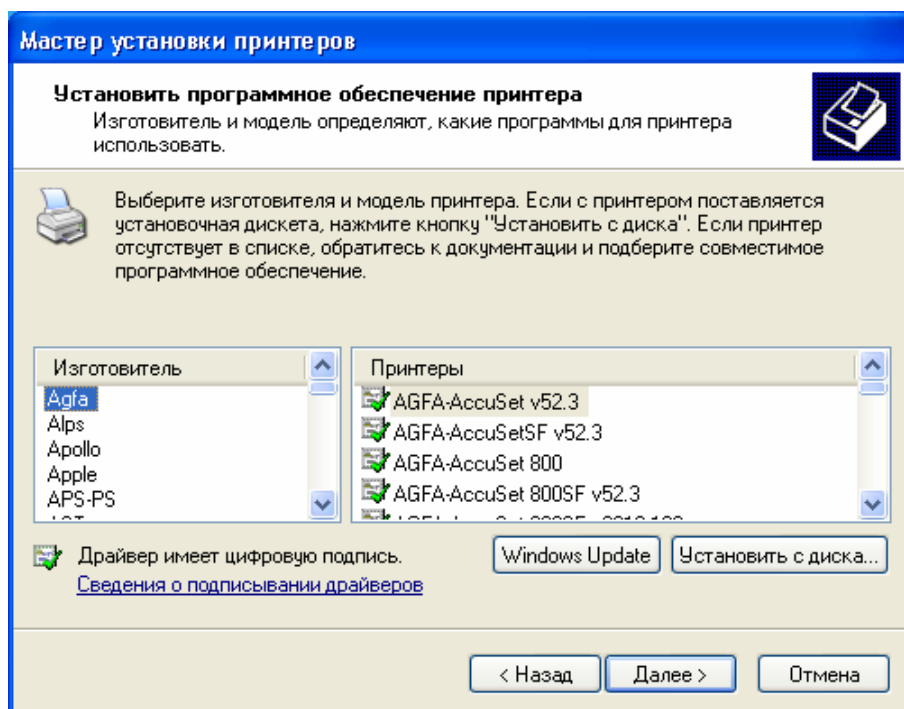 Мастер установки принтеров
Установить программное обеспечение принтера
Изготовитель и модель определяют, какие программы для принтера
использовать.
Выберите изготовителя и модель принтера. Если с принтером поставляется
установочная дискета, нажмите кнопку "Установить с диска". Если принтер
отсутствует в списке, обратитесь к документации и подберите совместимое
программное обеспечение.
Изготовитель
Agfa
Alps
Apollo
Apple
APS-PS
Принтеры
AGFA-AccuSet v52.3
AGFA-AccuSetSF v52.3
AGFA-AccuSet 800
AGFA-AccuSet 800SF v52.3
Драйвер имеет цифровую подпись.
Сведения о подписывании драйверов
Windows Update
Установить с диска...
< Назад
Далее >
Отмена